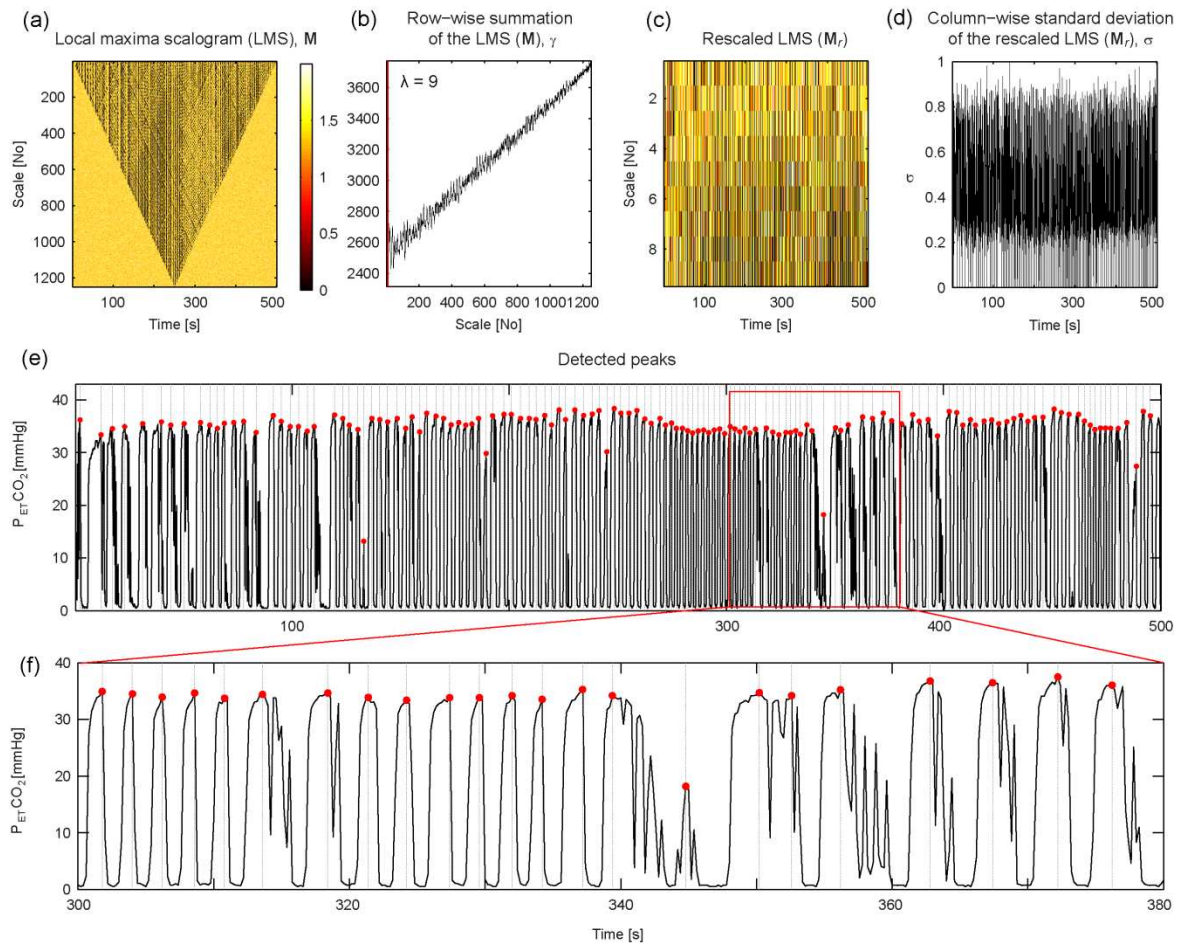 (a)
Local maxima scalogram (LMS), M
200
400
600
800
1000
1200
Scale [No]
100 300 500
Time [s]
1.5
1
0.5
0
(b)
Row−wise summation
of the LMS (M), γ
λ = 9
3600
3400
3200
3000
2800
2600
2400
200 400 600 800 1000 1200
Scale [No]
(c)
Rescaled LMS (Mr)
2
4
6
8
Scale [No]
100 300 500
Time [s]
(d)
Column−wise standard deviation
of the rescaled LMS (Mr), σ
1
0.8
0.6
0.4
0.2
0
σ
100 300 500
Time [s]
(e)
Detected peaks
40
30
20
10
0
PETCO2[mmHg]
100 300 400 500
(f)
40
30
20
10
0
PETCO2[mmHg]
300 320 340 360 380
Time [s]